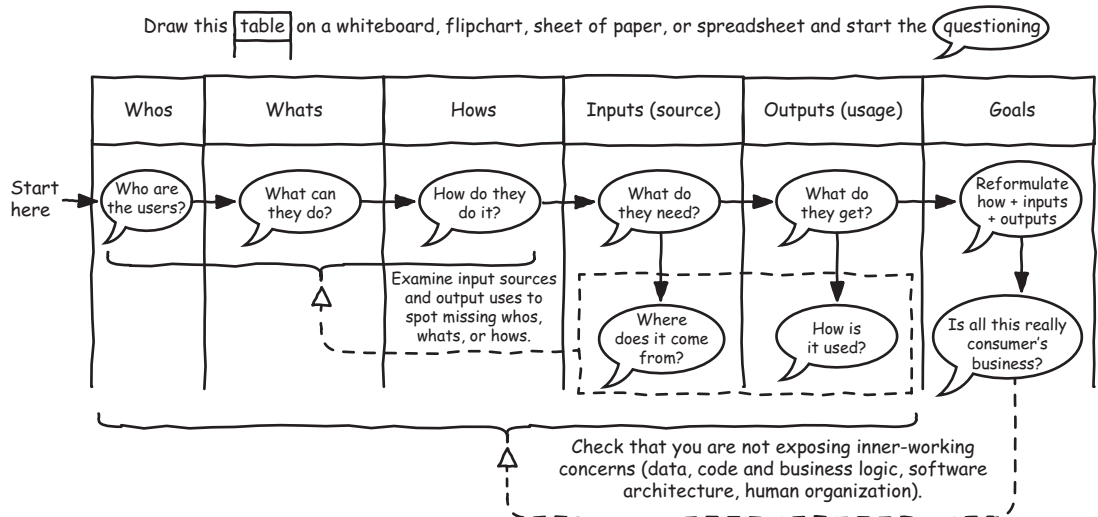 Draw this table on a whiteboard, flipchart, sheet of paper, or spreadsheet and start the questioning
Whos
Whats
Hows
Inputs (source)
Outputs (usage)
Goals
Start
here
Who are
the users?
What can
they do?
How do they
do it?
What do
they need?
What do
they get?
Reformulate
how + inputs
+ outputs
Examine input sources
and output uses to
spot missing whos,
whats, or hows.
Where
does it come
from?
How is
it used?
Is all this really
consumer's
business?
Check that you are not exposing inner-working
concerns (data, code and business logic, software
architecture, human organization).